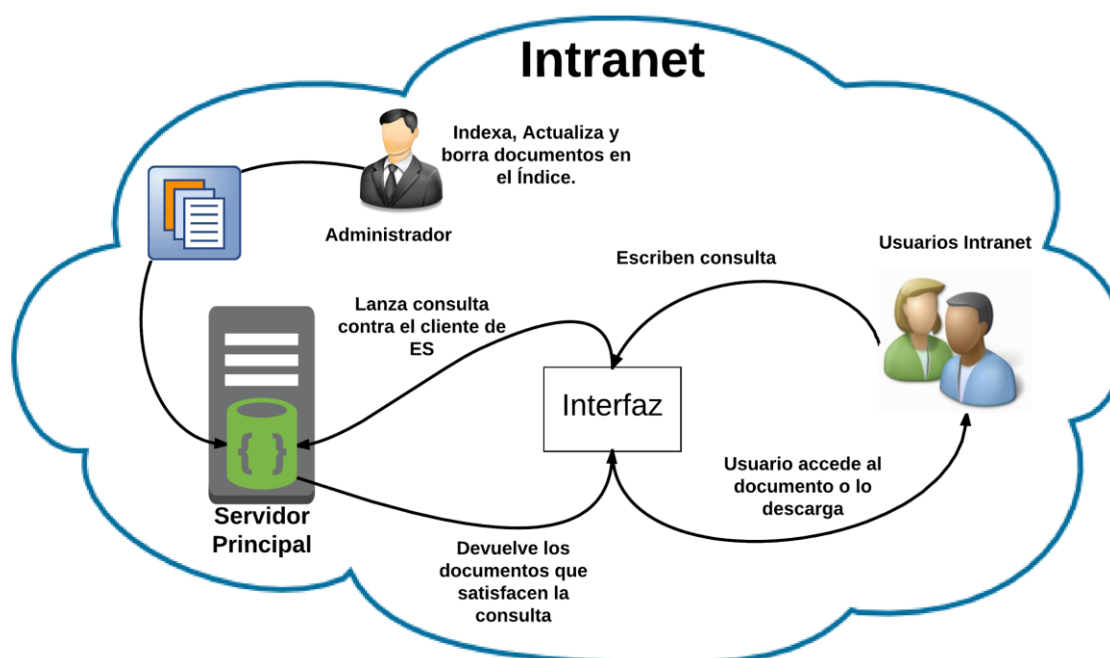 Intranet
Indexa, Actualiza y
borra documentos en
el Índice.
Administrador
Usuarios Intranet
Escriben consulta
Lanza consulta
contra el cliente de
ES
Interfaz
{ }
Servidor
Principal
Usuario accede al
documento o lo
descarga
Devuelve los
documentos que
satisfacen la
consulta